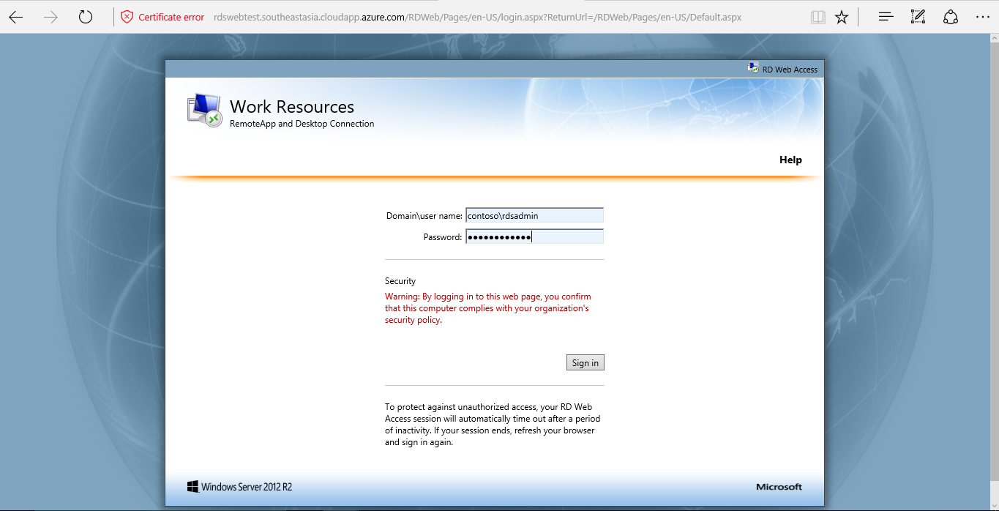 Certificate error rdswebtest.southeastasia.cloudapp.azure.com/RDWeb/Pages/en-US/login.aspx?ReturnUrl=/RDWeb/Pages/en-US/Default.aspx
RD Web Access
Work Resources
RemoteApp and Desktop Connection
Help
Domain\user name: contoso\rdsadmin
Password: ••••••••••••
Security
Warning: By logging in to this web page, you confirm
that this computer complies with your organization's
security policy.
Sign in
To protect against unauthorized access, your RD Web
Access session will automatically time out after a period
of inactivity. If your session ends, refresh your browser
and sign in again.
Windows Server 2012 R2
Microsoft